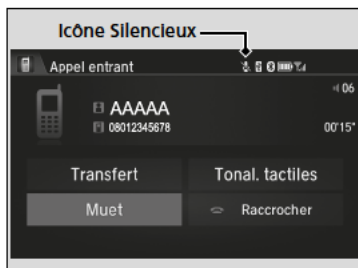 Icône Silencieux
Appel entrant
06
AAAAA
08012345678
00'15"
Transfert
Tonal. tactiles
Muet
Raccrocher